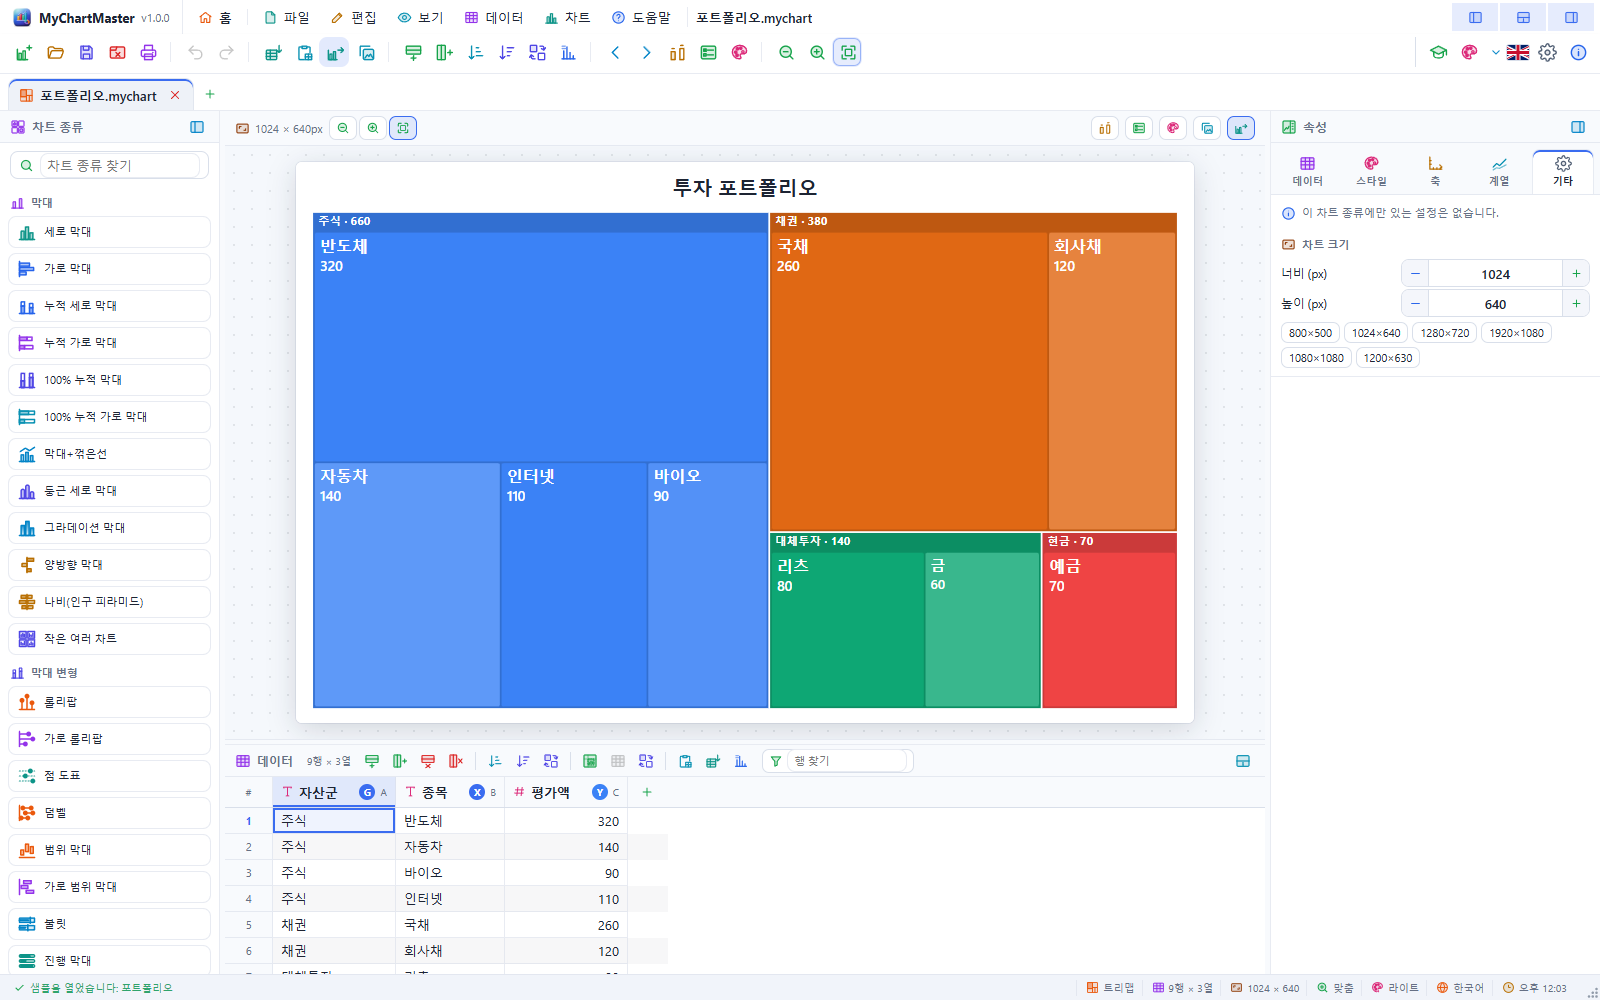 MyChartMaster v1.0.0 홈 파일 편집 보기 데이터 차트 도움말 포트폴리오.mychart
포트폴리오.mychart
차트 종류
1024 × 640px
속성
차트 종류 찾기
데이터 스타일 축 계열 기타
막대
세로 막대
가로 막대
누적 세로 막대
누적 가로 막대
100% 누적 막대
100% 누적 가로 막대
막대+꺾은선
둥근 세로 막대
그라데이션 막대
양방향 막대
나비(인구 피라미드)
작은 여러 차트
막대 변형
롤리팝
가로 롤리팝
점 도표
덤벨
범위 막대
가로 범위 막대
불릿
진행 막대
투자 포트폴리오
주식 · 660
반도체
320
자동차
140
인터넷
110
바이오
90
채권 · 380
국채
260
회사채
120
대체투자 · 140
리츠
80
금
60
현금 · 70
예금
70
이 차트 종류에만 있는 설정은 없습니다.
차트 크기
너비 (px) − 1024 +
높이 (px) − 640 +
800×500 1024×640 1280×720 1920×1080
1080×1080 1200×630
데이터 9행 × 3열 행 찾기
# 자산군 G A 종목 X B # 평가액 Y C +
1 주식 반도체 320
2 주식 자동차 140
3 주식 바이오 90
4 주식 인터넷 110
5 채권 국채 260
6 채권 회사채 120
샘플을 열었습니다: 포트폴리오
트리맵 9행 × 3열 1024 × 640 맞춤 라이트 한국어 오후 12:03